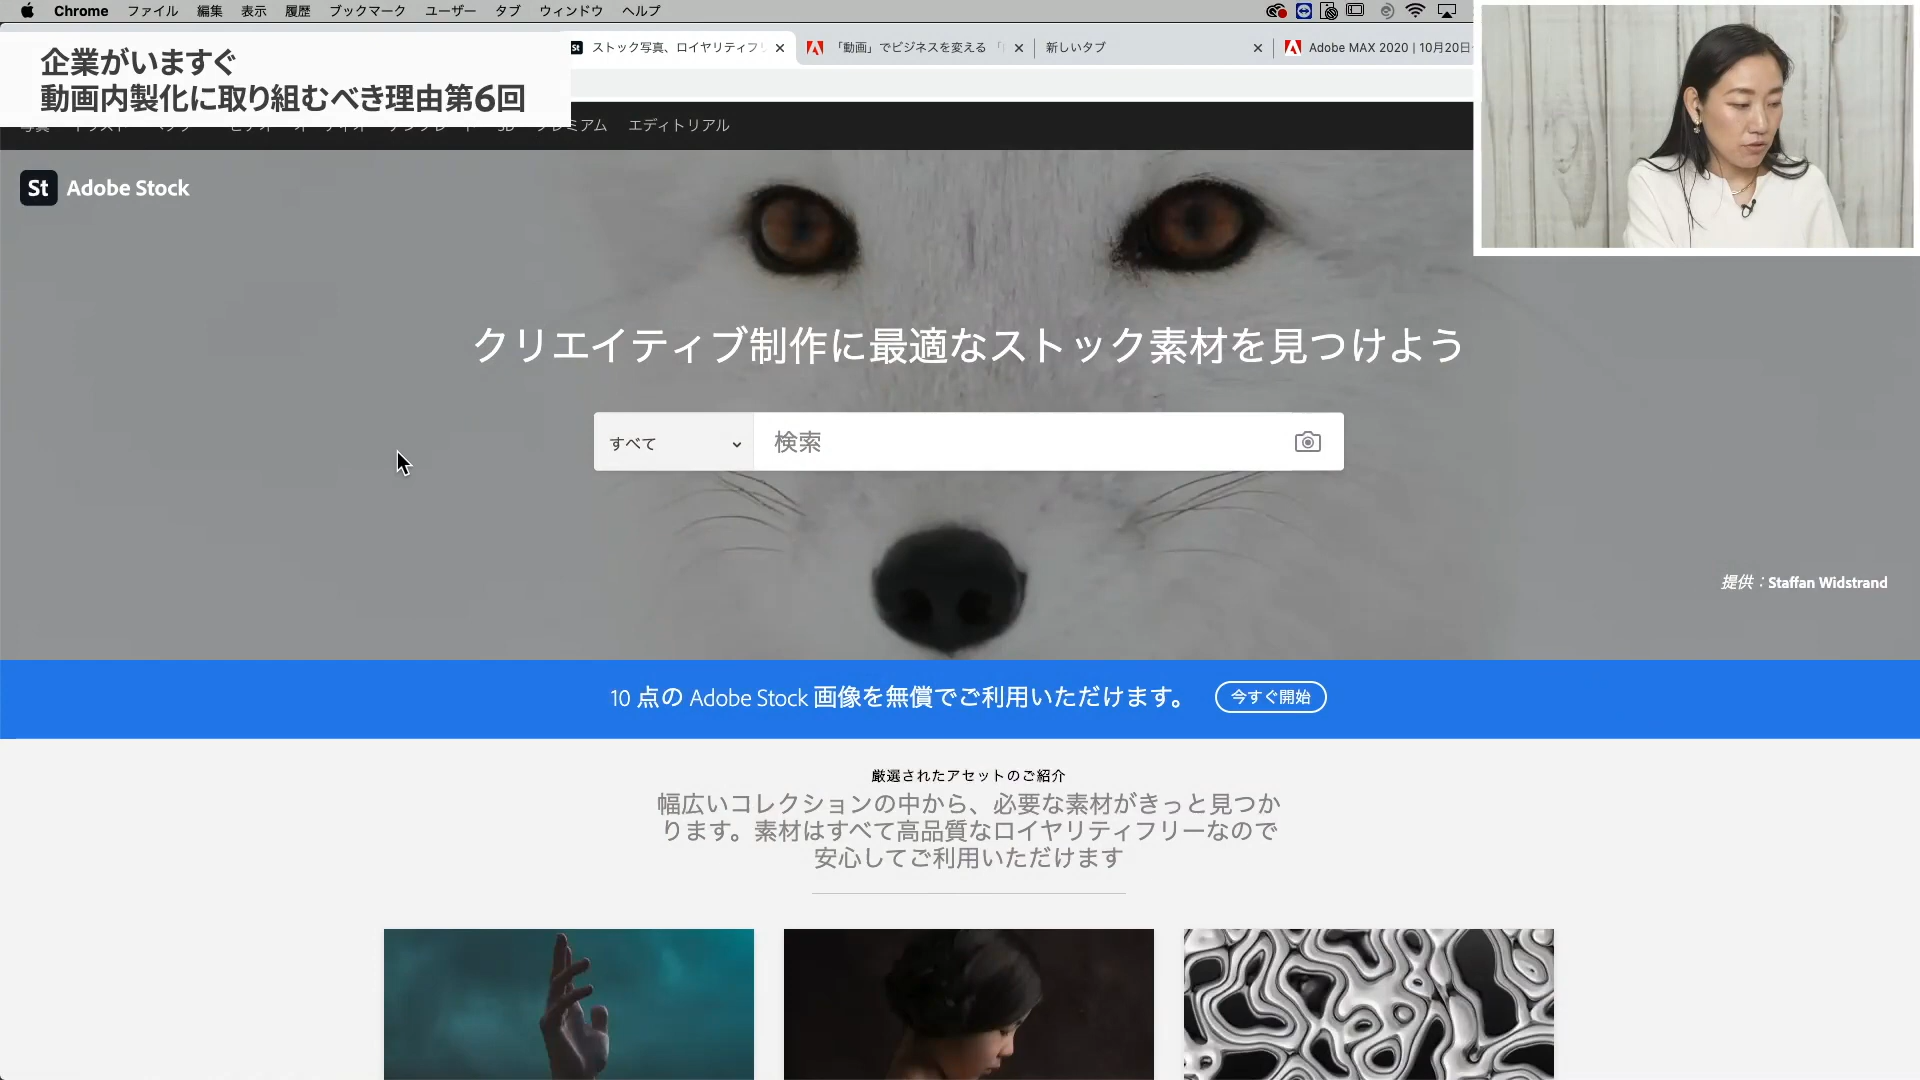 Chrome ファイル 編集 表示 履歴 ブックマーク ユーザー タブ ウィンドウ ヘルプ
企業がいますぐ
動画内製化に取り組むべき理由第6回
St ストック写真、ロイヤリティフリ
「動画」でビジネスを変える 「
新しいタブ
Adobe MAX 2020 | 10月20日
エディトリアル
St Adobe Stock
クリエイティブ制作に最適なストック素材を見つけよう
すべて
検索
提供：Staffan Widstrand
10 点の Adobe Stock 画像を無償でご利用いただけます。
今すぐ開始
厳選されたアセットのご紹介
幅広いコレクションの中から、必要な素材がきっと見つか
ります。素材はすべて高品質なロイヤリティフリーなので
安心してご利用いただけます